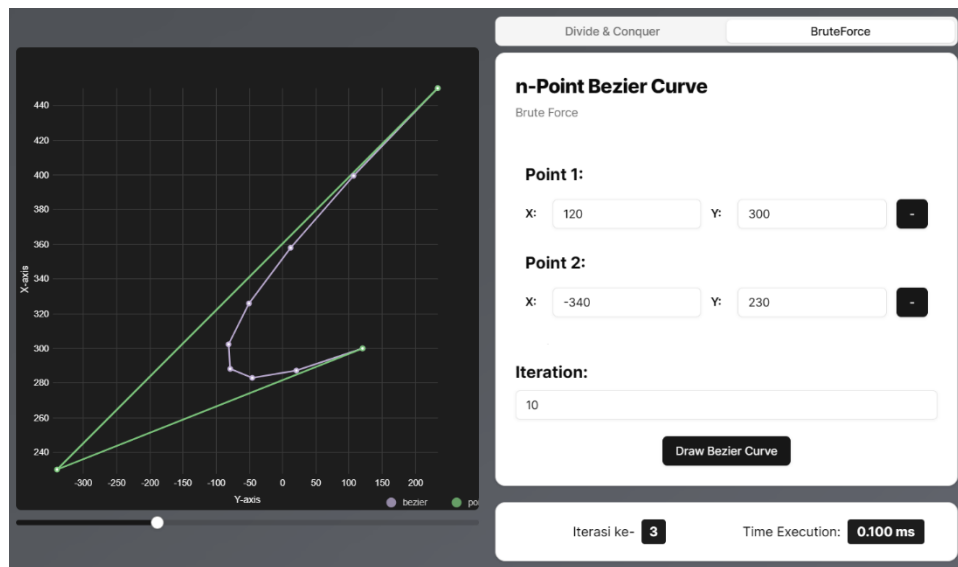 Divide & Conquer
BruteForce
n-Point Bezier Curve
Brute Force
Point 1:
X: 120 Y: 300 -
Point 2:
X: -340 Y: 230 -
Iteration:
10
Draw Bezier Curve
Iterasi ke- 3 Time Execution: 0.100 ms
440
420
400
380
360
340
320
300
280
260
240
X-axis
-300 -250 -200 -150 -100 -50 0 50 100 150 200
Y-axis
bezier po